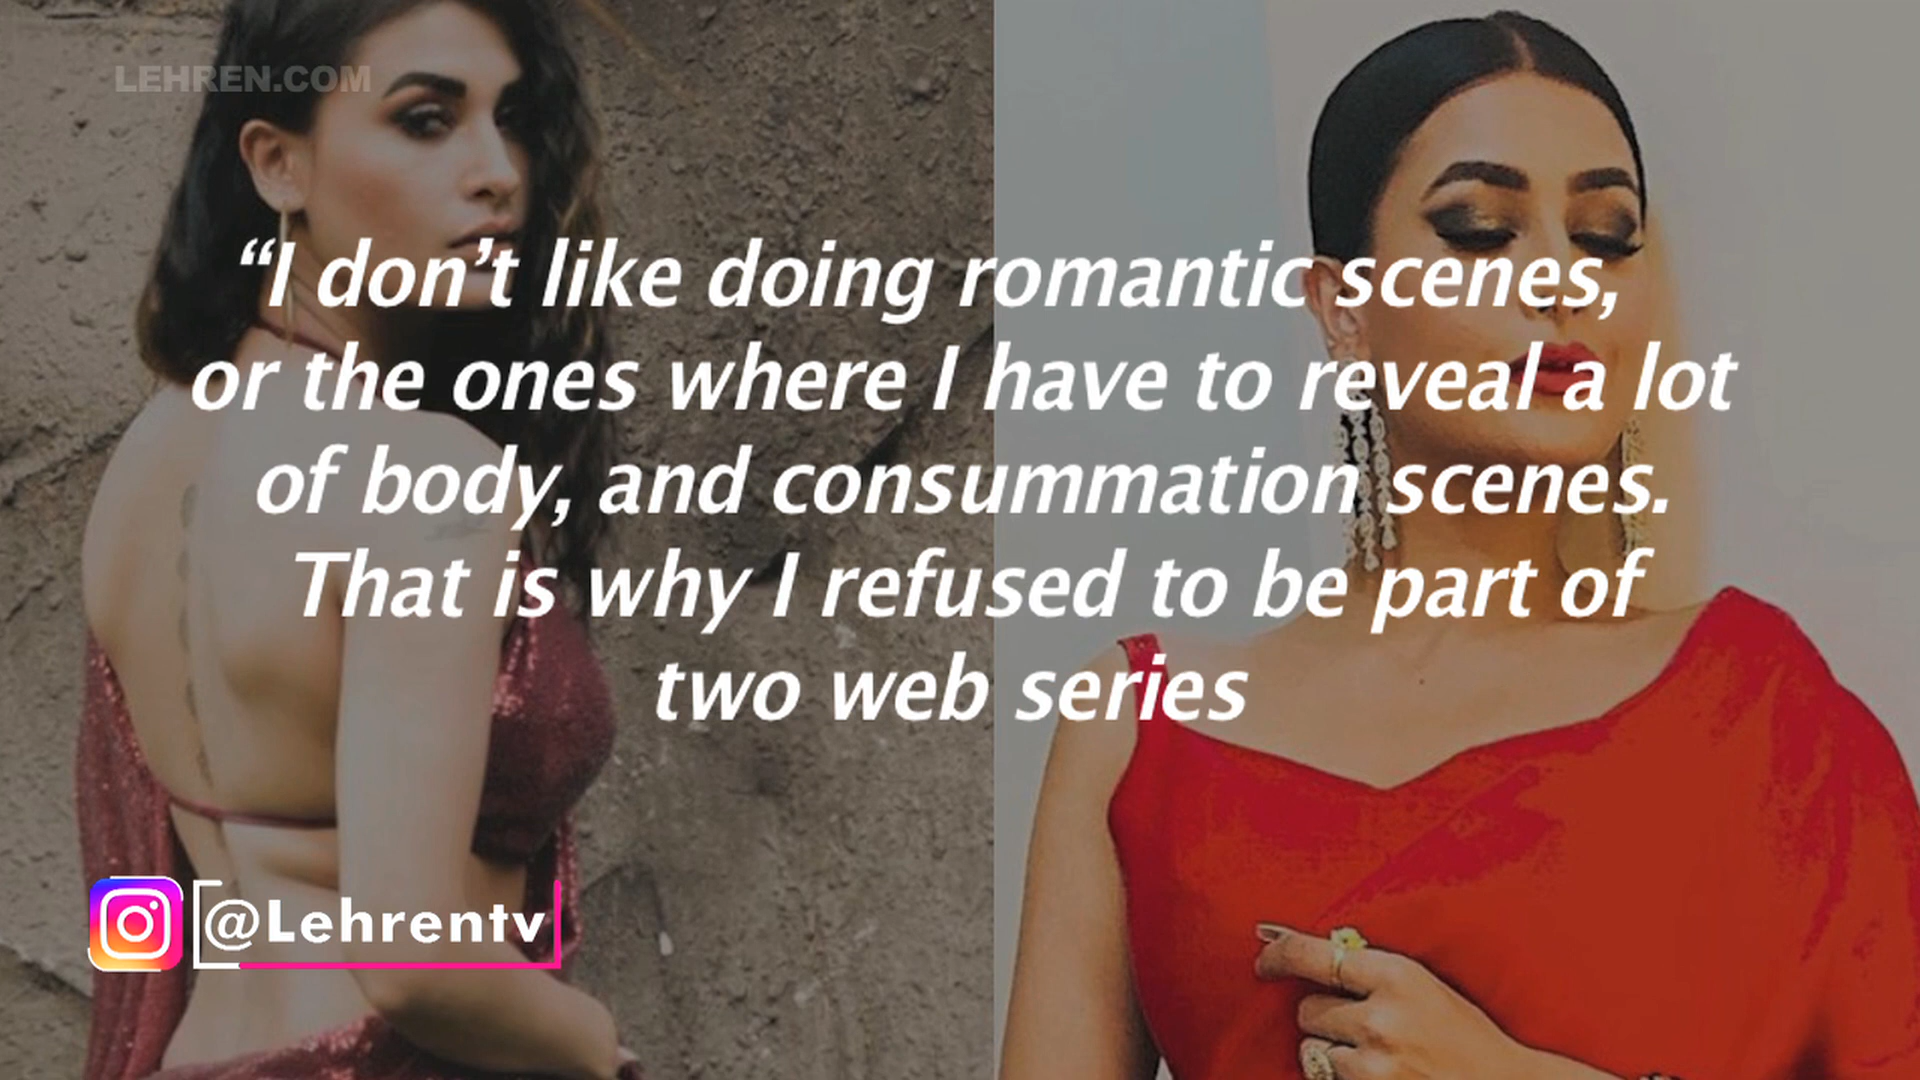 LEHREN.COM
“I don’t like doing romantic scenes,
or the ones where I have to reveal a lot
of body, and consummation scenes.
That is why I refused to be part of
two web series
@Lehrentv